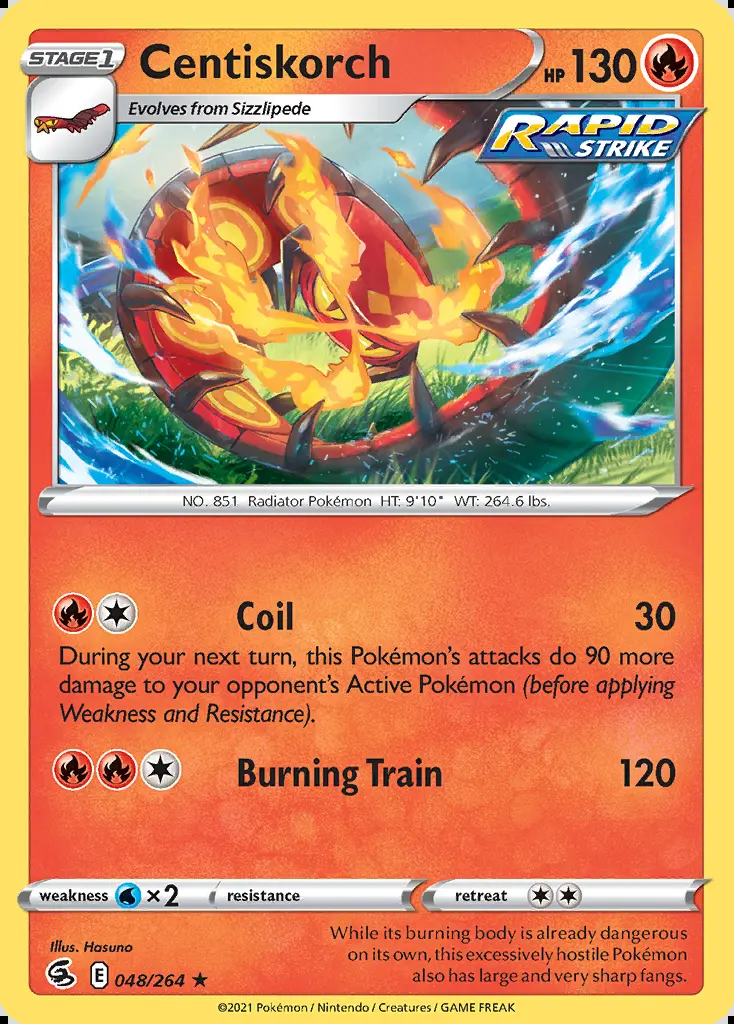 STAGE1
Centiskorch
HP 130
Evolves from Sizzlipede
RAPID
STRIKE
NO. 851 Radiator Pokémon HT: 9'10" WT: 264.6 lbs.
Coil 30
During your next turn, this Pokémon's attacks do 90 more
damage to your opponent's Active Pokémon (before applying
Weakness and Resistance).
Burning Train 120
weakness ×2 resistance retreat
Illus. Hasuno
E 048/264 ★
While its burning body is already dangerous
on its own, this excessively hostile Pokémon
also has large and very sharp fangs.
©2021 Pokémon / Nintendo / Creatures / GAME FREAK